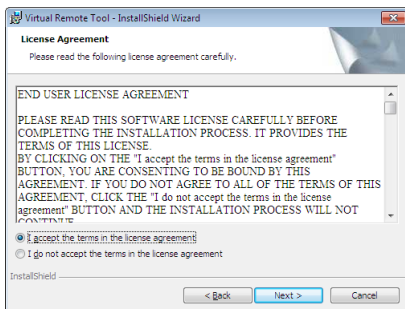 Virtual Remote Tool - InstallShield Wizard
License Agreement
Please read the following license agreement carefully.
END USER LICENSE AGREEMENT
PLEASE READ THIS SOFTWARE LICENSE CAREFULLY BEFORE
COMPLETING THE INSTALLATION PROCESS. IT PROVIDES THE
TERMS OF THIS LICENSE.
BY CLICKING ON THE "I accept the terms in the license agreement"
BUTTON, YOU ARE CONSENTING TO BE BOUND BY THIS
AGREEMENT. IF YOU DO NOT AGREE TO ALL OF THE TERMS OF THIS
AGREEMENT, CLICK THE "I do not accept the terms in the license
agreement" BUTTON AND THE INSTALLATION PROCESS WILL NOT
CONTINUE.
I accept the terms in the license agreement
I do not accept the terms in the license agreement
InstallShield
< Back
Next >
Cancel